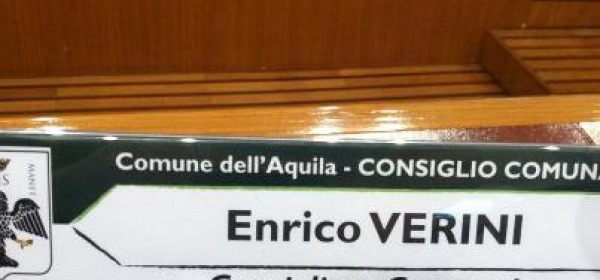 Comune dell'Aquila - CONSIGLIO COMUNA
Enrico VERINI